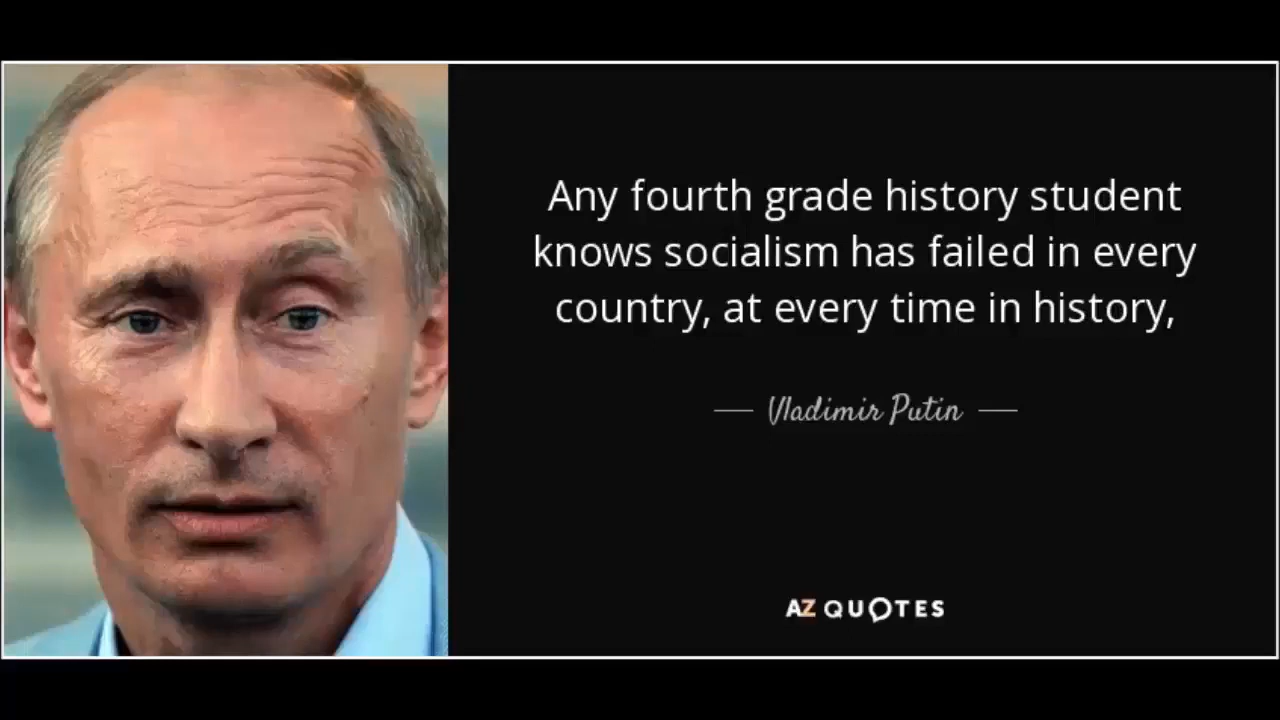 Any fourth grade history student
knows socialism has failed in every
country, at every time in history,
Vladimir Putin
AZ QUOTES